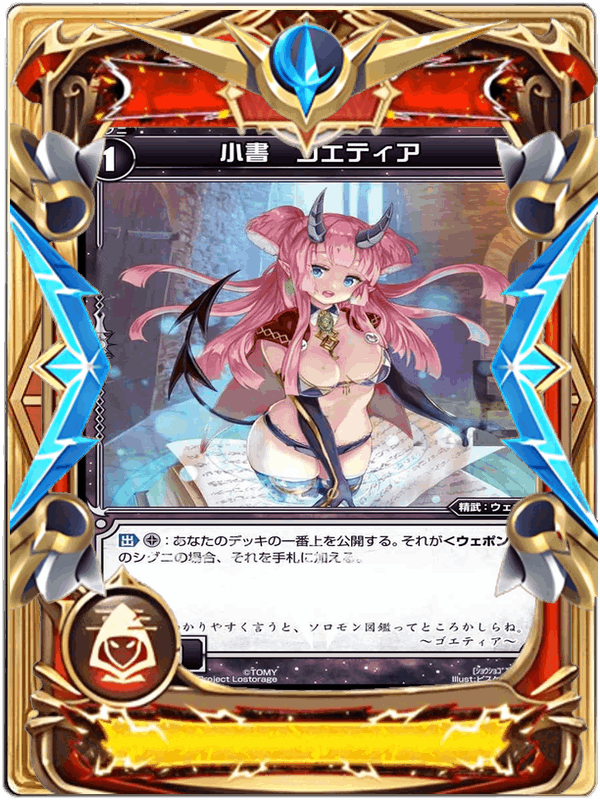 1
小書 ゴエティア
精武：ウェ
出 ：あなたのデッキの一番上を公開する。それが<ウェポン
のシグニの場合、それを手札に加える。
かりやすく言うと、ソロモン図鑑ってところかしらね。
～ゴエティア～
©TOMY
Project Lostorage
Illust:ビスケ